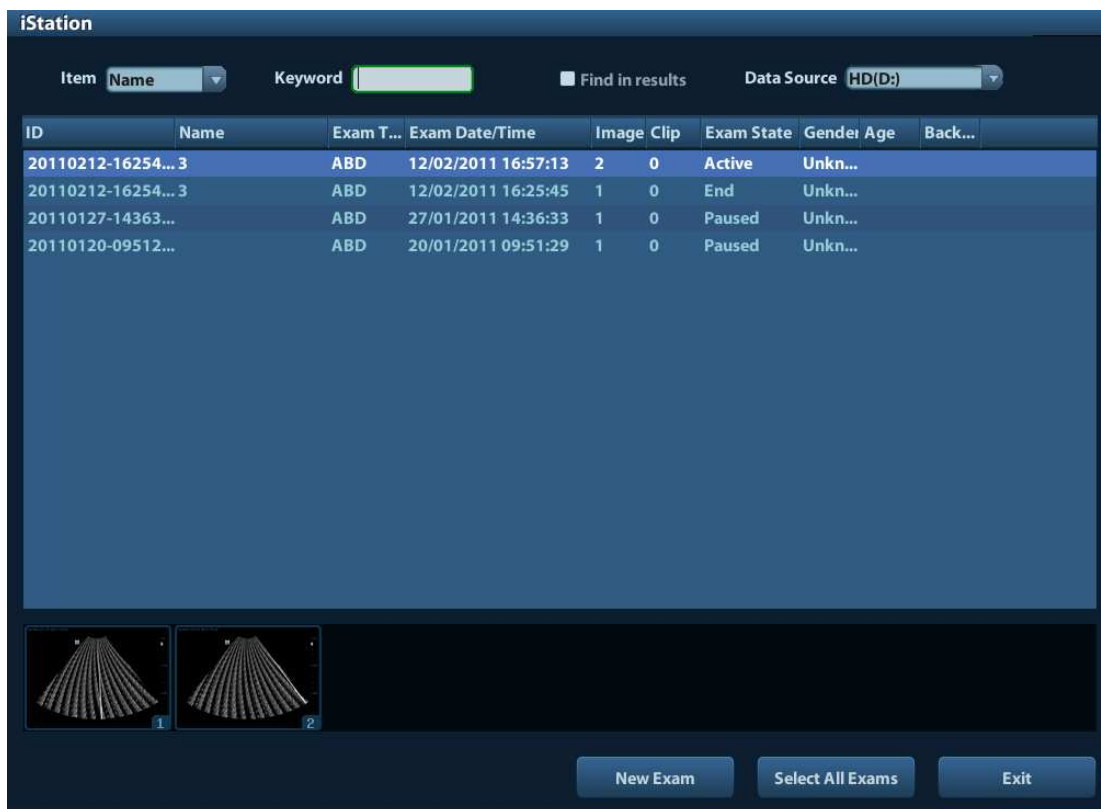 iStation
Item Name Keyword Find in results Data Source HD(D:)
ID Name Exam T... Exam Date/Time Image Clip Exam State Gender Age Back...
20110212-16254... 3 ABD 12/02/2011 16:57:13 2 0 Active Unkn...
20110212-16254... 3 ABD 12/02/2011 16:25:45 1 0 End Unkn...
20110127-14363... ABD 27/01/2011 14:36:33 1 0 Paused Unkn...
20110120-09512... ABD 20/01/2011 09:51:29 1 0 Paused Unkn...
1 2
New Exam Select All Exams Exit